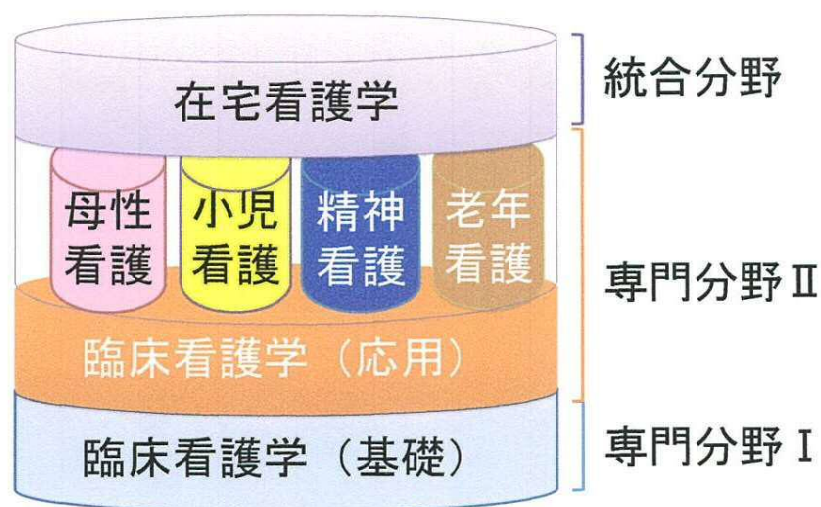 在宅看護学
統合分野
母性
看護
小児
看護
精神
看護
老年
看護
専門分野Ⅱ
臨床看護学（応用）
臨床看護学（基礎）
専門分野Ⅰ